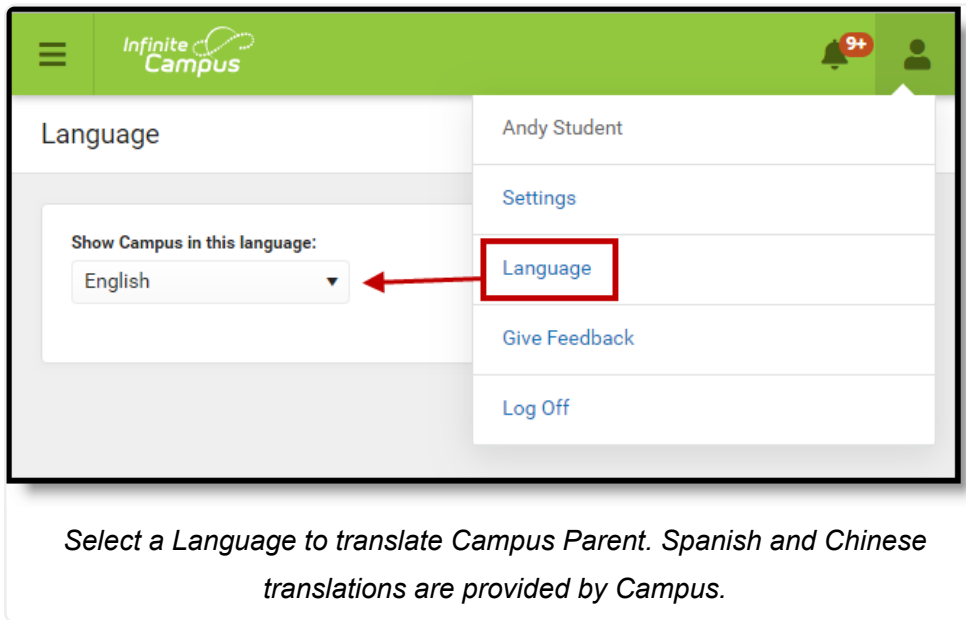 Infinite
Campus
9+
Language
Andy Student
Settings
Show Campus in this language:
English
Language
Give Feedback
Log Off
Select a Language to translate Campus Parent. Spanish and Chinese
translations are provided by Campus.